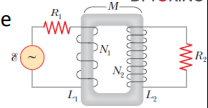 e
M
R₁
ℰ
~
N₁
N₂
R₂
L₁
L₂